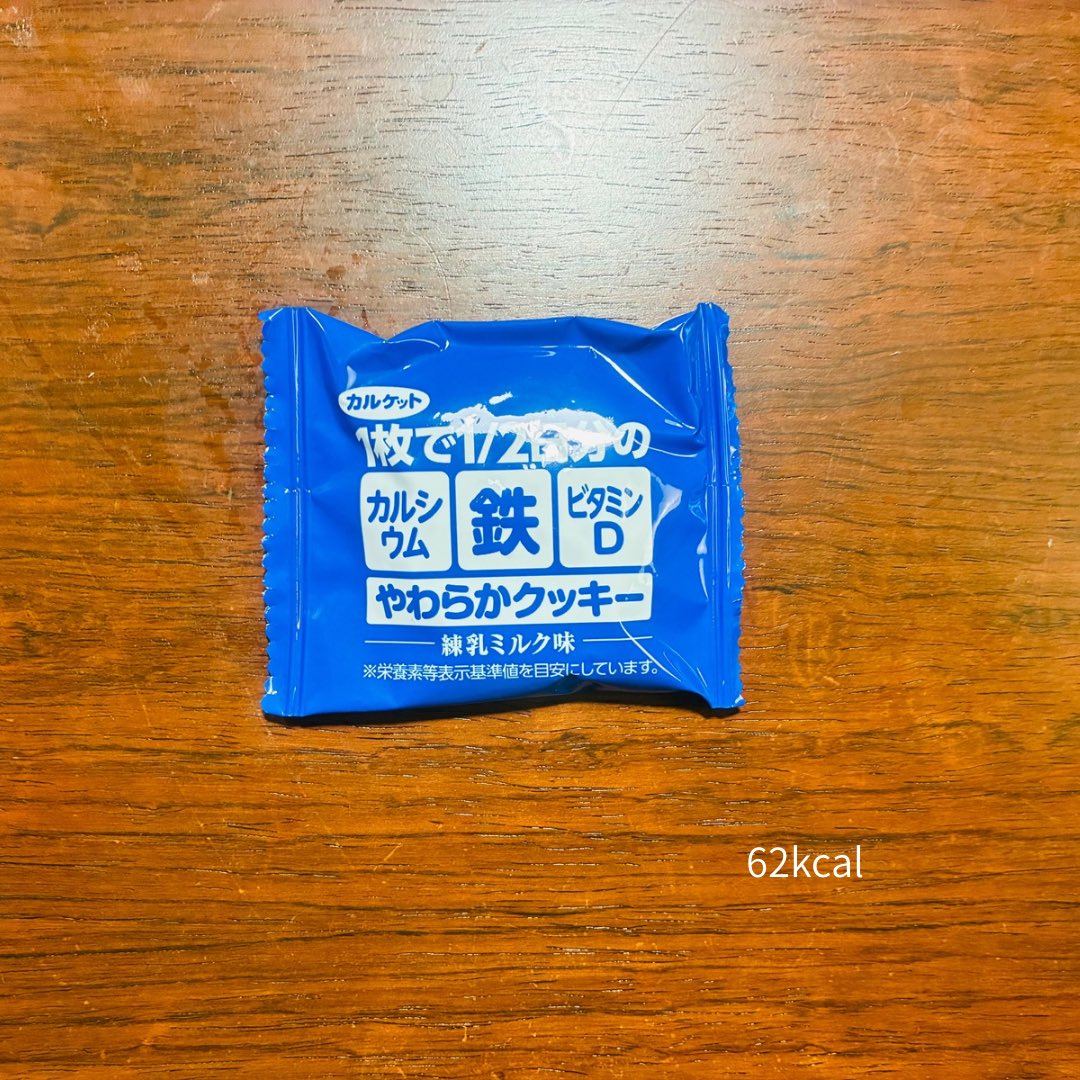 カルケット
1枚で1/2日分の
カルシ
ウム
鉄
ビタミン
D
やわらかクッキー
練乳ミルク味
※栄養素等表示基準値を目安にしています。
62kcal